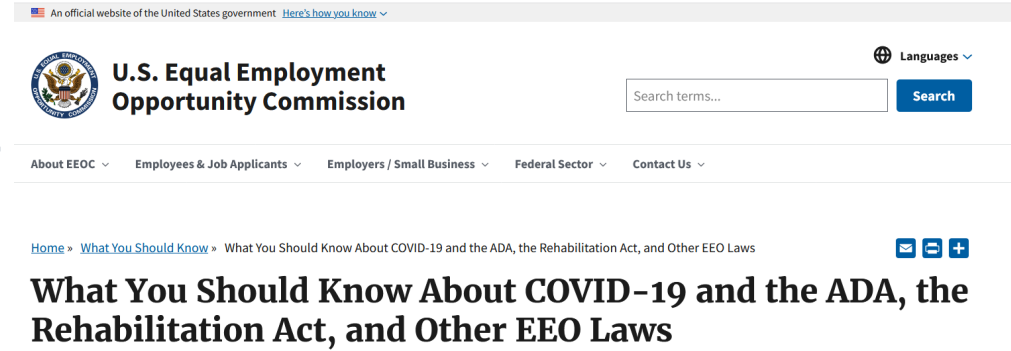 An official website of the United States government Here's how you know
U.S. Equal Employment
Opportunity Commission
Languages
Search terms...
Search
About EEOC
Employees & Job Applicants
Employers / Small Business
Federal Sector
Contact Us
Home » What You Should Know » What You Should Know About COVID-19 and the ADA, the Rehabilitation Act, and Other EEO Laws
What You Should Know About COVID-19 and the ADA, the
Rehabilitation Act, and Other EEO Laws